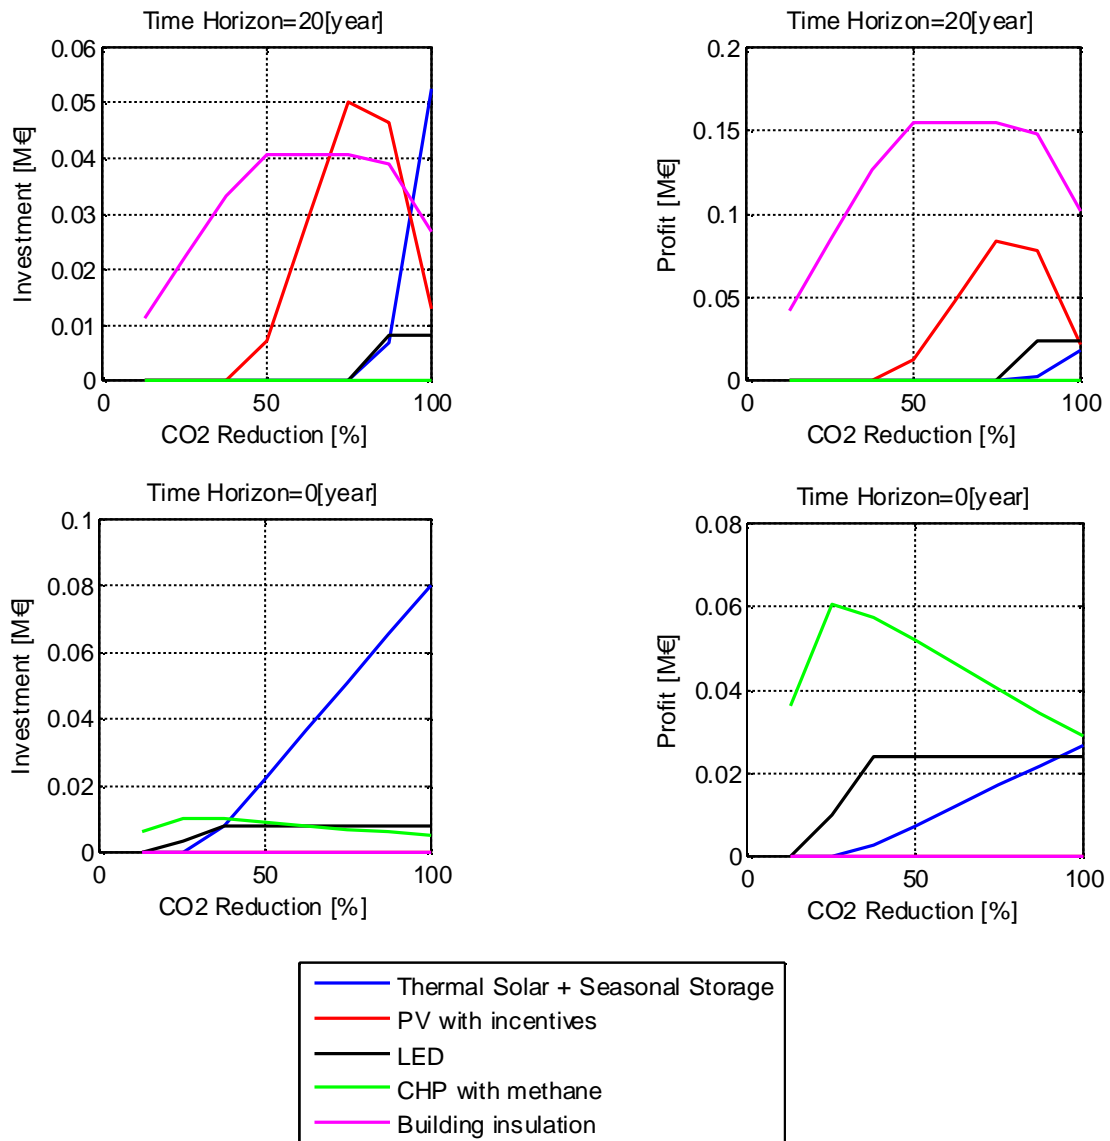 Time Horizon=20[year]
0.06
0.05
0.04
0.03
0.02
0.01
0
Investment [M€]
0 50 100
CO2 Reduction [%]
Time Horizon=20[year]
0.2
0.15
0.1
0.05
0
Profit [M€]
0 50 100
CO2 Reduction [%]
Time Horizon=0[year]
0.1
0.08
0.06
0.04
0.02
0
Investment [M€]
0 50 100
CO2 Reduction [%]
Time Horizon=0[year]
0.08
0.06
0.04
0.02
0
Profit [M€]
0 50 100
CO2 Reduction [%]
Thermal Solar + Seasonal Storage
PV with incentives
LED
CHP with methane
Building insulation